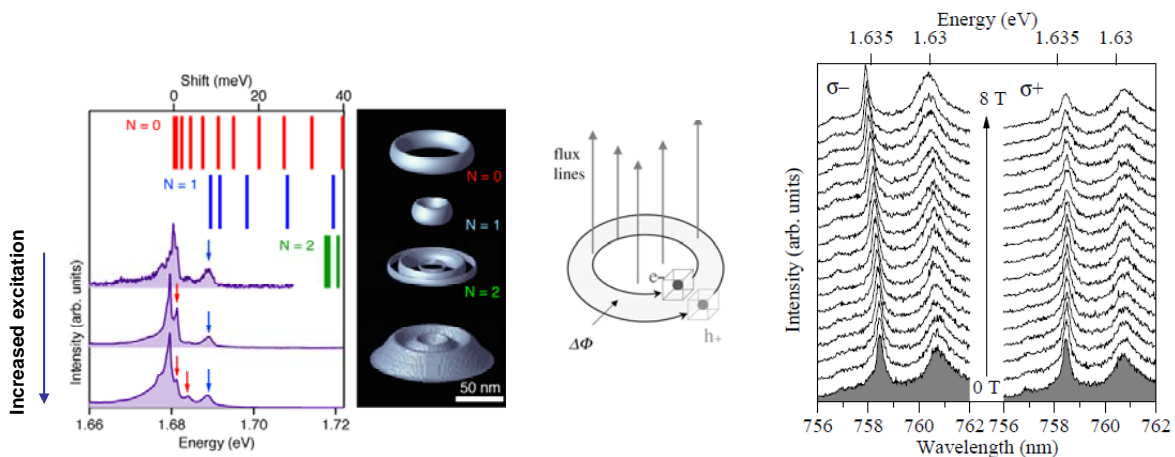 Shift (meV)
0 20 40
N = 0
N = 1
N = 2
Increased excitation
Intensity (arb. units)
1.66 1.68 1.70 1.72
Energy (eV)
N = 0
N = 1
N = 2
50 nm
flux
lines
e-
h+
ΔΦ
Energy (eV)
1.635 1.63 1.635 1.63
σ− σ+
8 T
0 T
Intensity (arb. units)
756 758 760 762 756 758 760 762
Wavelength (nm)